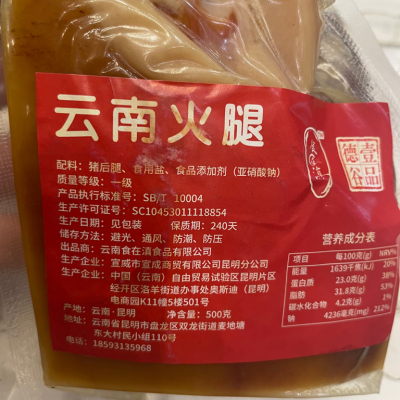 云南火腿
德壹
谷品
配料：猪后腿、食用盐、食品添加剂（亚硝酸钠）
质量等级：一级
产品执行标准号：SB/T 10004
生产许可证号：SC10453011118854
生产日期：见包装 保质期：240天
储存方法：避光、通风、防潮、防压
出品商：云南食在滇食品有限公司
生产企业：宣威市宣成商贸有限公司昆明分公司
生产企业：中国（云南）自由贸易试验区昆明片区
经开区洛羊街道办事处奥斯迪（昆明）
电商园K11幢5楼501号
产地：云南·昆明 净含量：500克
地址：云南省昆明市盘龙区双龙街道麦地塘
东大村民小组110号
电话：18593135968
营养成分表
项目 每100克(g) NRV%
能量 1639千焦(kJ) 20%
蛋白质 23.0克(g) 38%
脂肪 31.8克(g) 53%
碳水化合物 4.2克(g) 1%
钠 4236毫克(mg) 212%